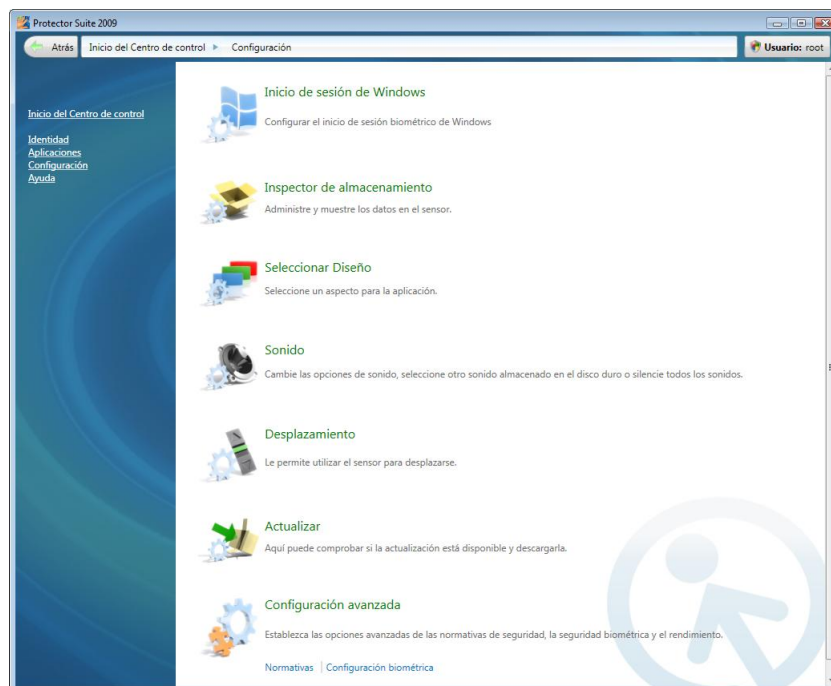 Protector Suite 2009
Atrás Inicio del Centro de control Configuración Usuario: root
Inicio del Centro de control
Identidad
Aplicaciones
Configuración
Ayuda
Inicio de sesión de Windows
Configurar el inicio de sesión biométrico de Windows
Inspector de almacenamiento
Administre y muestre los datos en el sensor.
Seleccionar Diseño
Seleccione un aspecto para la aplicación.
Sonido
Cambie las opciones de sonido, seleccione otro sonido almacenado en el disco duro o silencie todos los sonidos.
Desplazamiento
Le permite utilizar el sensor para desplazarse.
Actualizar
Aquí puede comprobar si la actualización está disponible y descargarla.
Configuración avanzada
Establezca las opciones avanzadas de las normativas de seguridad, la seguridad biométrica y el rendimiento.
Normativas | Configuración biométrica